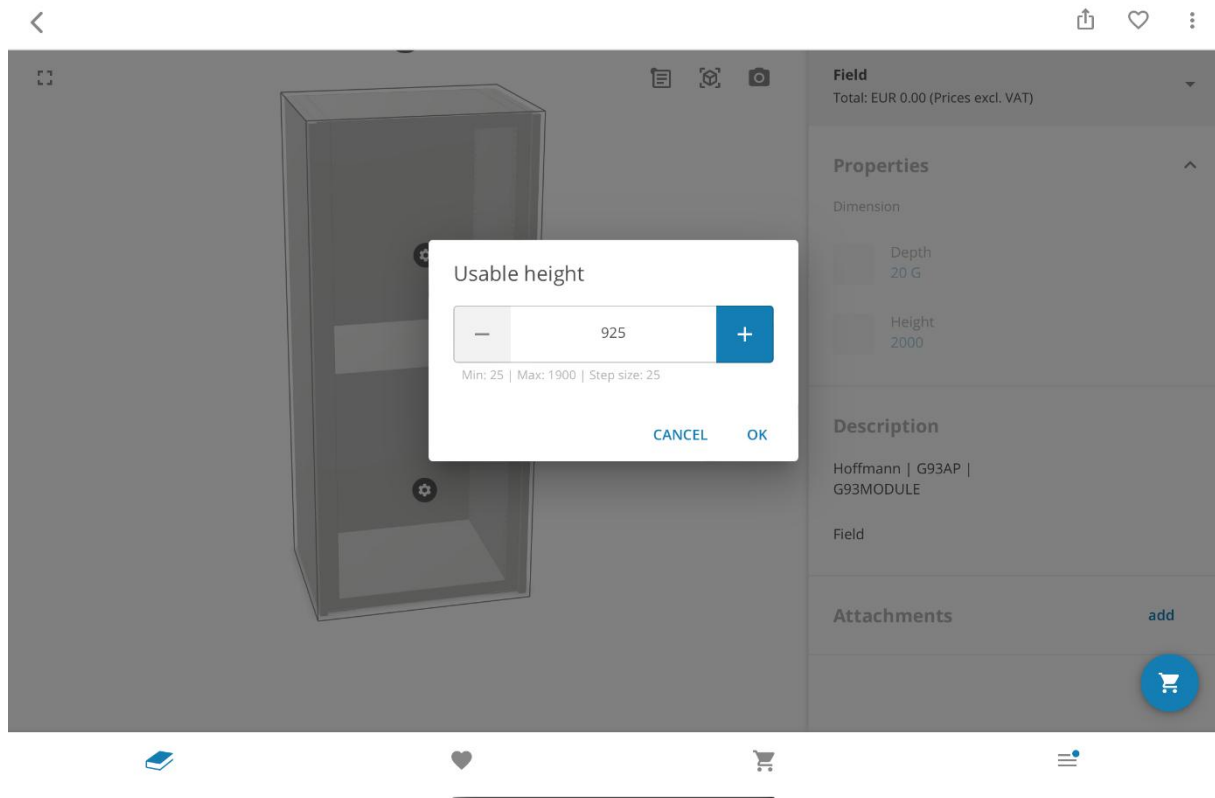 Field
Total: EUR 0.00 (Prices excl. VAT)
Properties
Dimension
Depth
20 G
Height
2000
Usable height
− 925 +
Min: 25 | Max: 1900 | Step size: 25
CANCEL OK
Description
Hoffmann | G93AP |
G93MODULE
Field
Attachments add